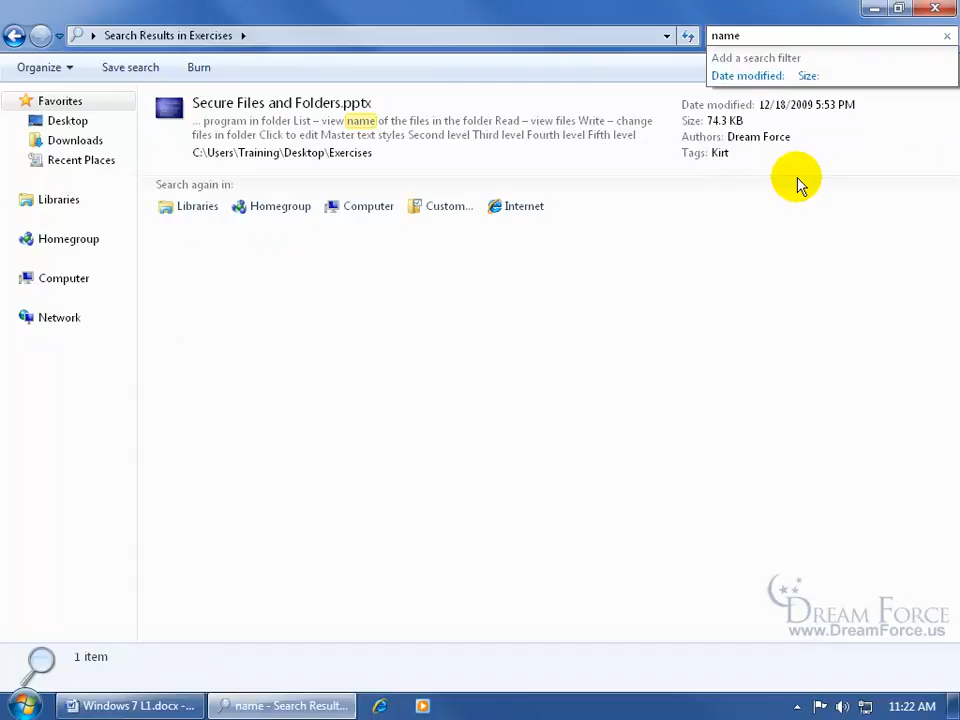 Search Results in Exercises
name
Add a search filter
Date modified: Size:
Organize Save search Burn
Favorites
Desktop
Downloads
Recent Places
Libraries
Homegroup
Computer
Network
Secure Files and Folders.pptx
... program in folder List – view name of the files in the folder Read – view files Write – change
files in folder Click to edit Master text styles Second level Third level Fourth level Fifth level
C:\Users\Training\Desktop\Exercises
Date modified: 12/18/2009 5:53 PM
Size: 74.3 KB
Authors: Dream Force
Tags: Kirt
Search again in:
Libraries Homegroup Computer Custom... Internet
DREAM FORCE
www.DreamForce.us
1 item
Windows 7 L1.docx -... name - Search Result... 11:22 AM